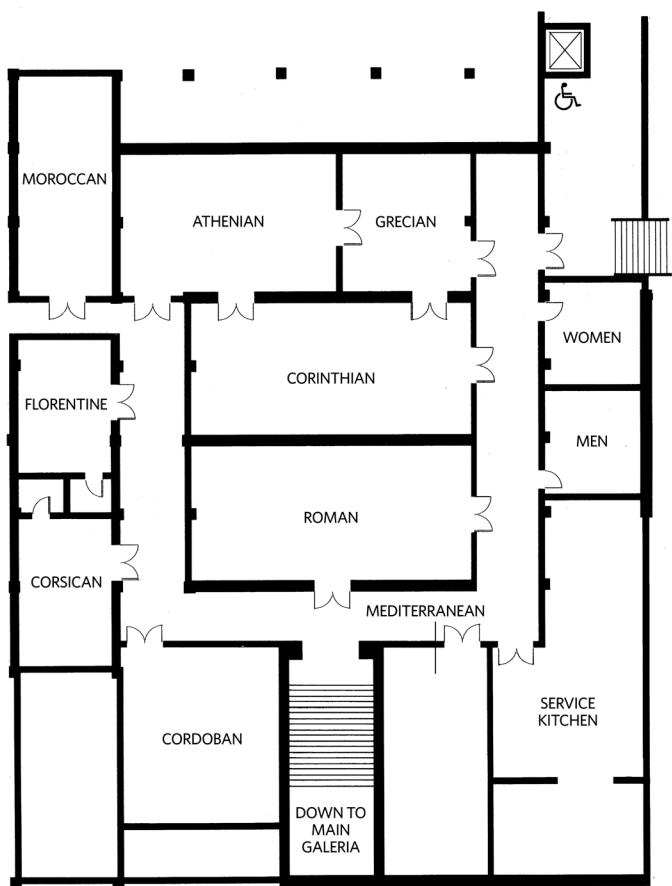 MOROCCAN
ATHENIAN
GRECIAN
WOMEN
CORINTHIAN
FLORENTINE
MEN
ROMAN
CORSICAN
MEDITERRANEAN
SERVICE
KITCHEN
CORDOBAN
DOWN TO
MAIN
GALERIA